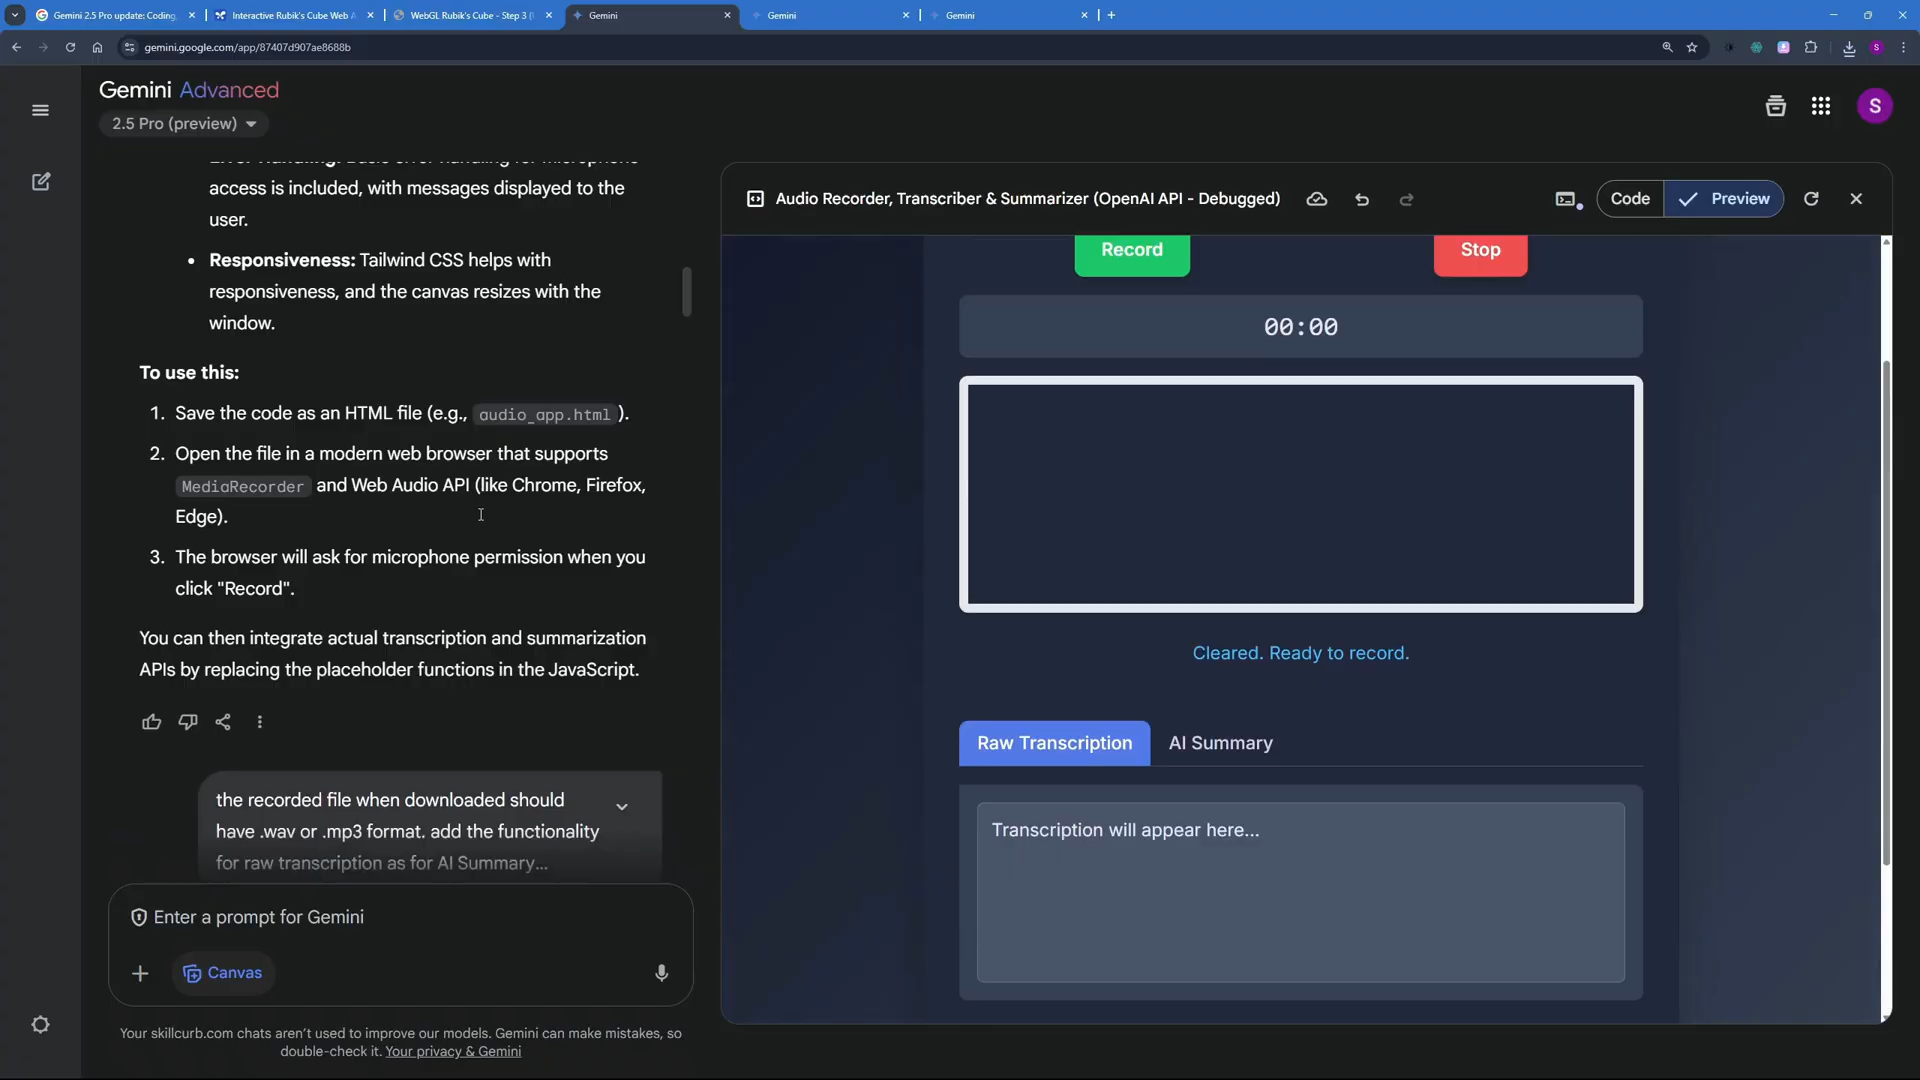 Gemini 2.5 Pro update: Coding,
Interactive Rubik's Cube Web A
WebGL Rubik's Cube - Step 3 (
Gemini
Gemini
Gemini
gemini.google.com/app/87407d907ae8688b
S
Gemini Advanced
2.5 Pro (preview)
S
access is included, with messages displayed to the
user.
• Responsiveness: Tailwind CSS helps with
responsiveness, and the canvas resizes with the
window.
To use this:
1. Save the code as an HTML file (e.g., audio_app.html ).
2. Open the file in a modern web browser that supports
MediaRecorder and Web Audio API (like Chrome, Firefox,
Edge).
3. The browser will ask for microphone permission when you
click "Record".
You can then integrate actual transcription and summarization
APIs by replacing the placeholder functions in the JavaScript.
the recorded file when downloaded should
have .wav or .mp3 format. add the functionality
for raw transcription as for AI Summary...
Enter a prompt for Gemini
Canvas
Your skillcurb.com chats aren't used to improve our models. Gemini can make mistakes, so
double-check it. Your privacy & Gemini
Audio Recorder, Transcriber & Summarizer (OpenAI API - Debugged)
Code
Preview
Record
Stop
00:00
Cleared. Ready to record.
Raw Transcription
AI Summary
Transcription will appear here...